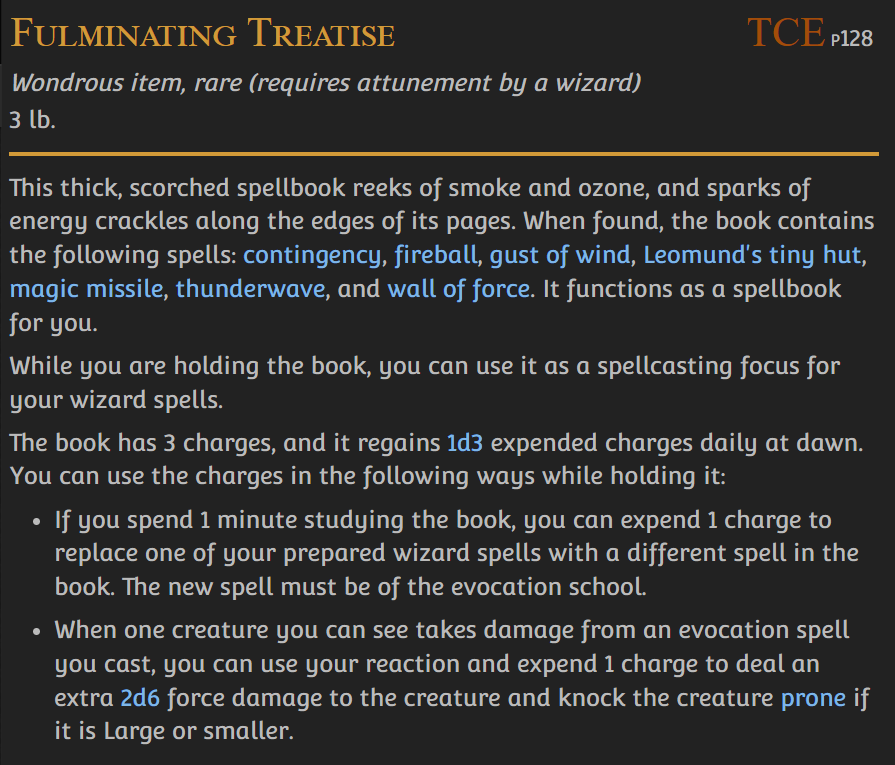 Fulminating Treatise TCE p128
Wondrous item, rare (requires attunement by a wizard)
3 lb.
This thick, scorched spellbook reeks of smoke and ozone, and sparks of
energy crackles along the edges of its pages. When found, the book contains
the following spells: contingency, fireball, gust of wind, Leomund's tiny hut,
magic missile, thunderwave, and wall of force. It functions as a spellbook
for you.
While you are holding the book, you can use it as a spellcasting focus for
your wizard spells.
The book has 3 charges, and it regains 1d3 expended charges daily at dawn.
You can use the charges in the following ways while holding it:
• If you spend 1 minute studying the book, you can expend 1 charge to
replace one of your prepared wizard spells with a different spell in the
book. The new spell must be of the evocation school.
• When one creature you can see takes damage from an evocation spell
you cast, you can use your reaction and expend 1 charge to deal an
extra 2d6 force damage to the creature and knock the creature prone if
it is Large or smaller.